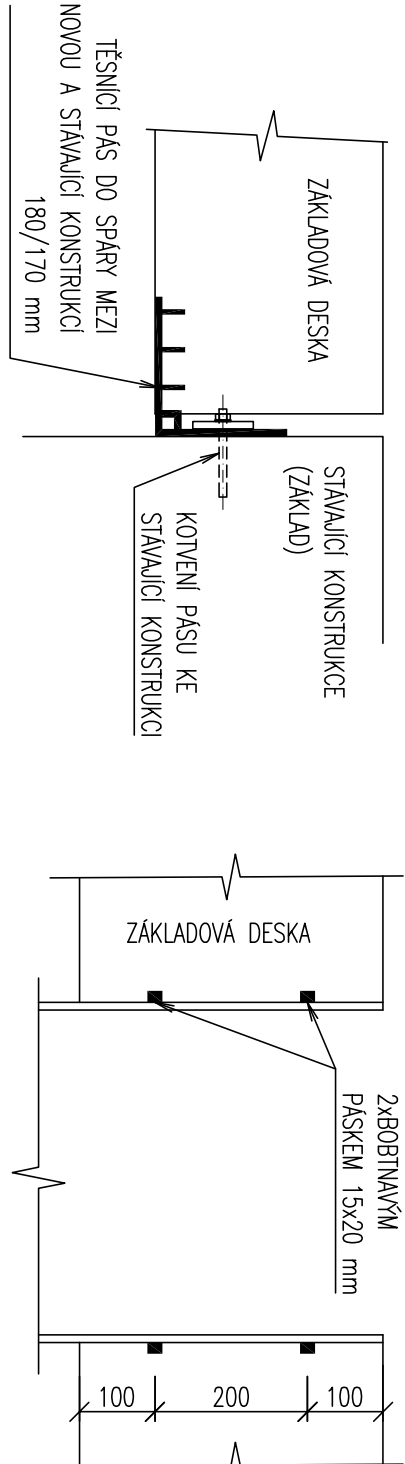 ZÁKLADOVÁ DESKA
STÁVAJÍCÍ KONSTRUKCE
(ZÁKLAD)
TĚSNÍCÍ PÁS DO SPÁRY MEZI
NOVOU A STÁVAJÍCÍ KONSTRUKCÍ
180/170 mm
KOTVENÍ PÁSU KE
STÁVAJÍCÍ KONSTRUKCI
ZÁKLADOVÁ DESKA
2xBOBTNAVÝM
PÁSKEM 15x20 mm
100
200
100